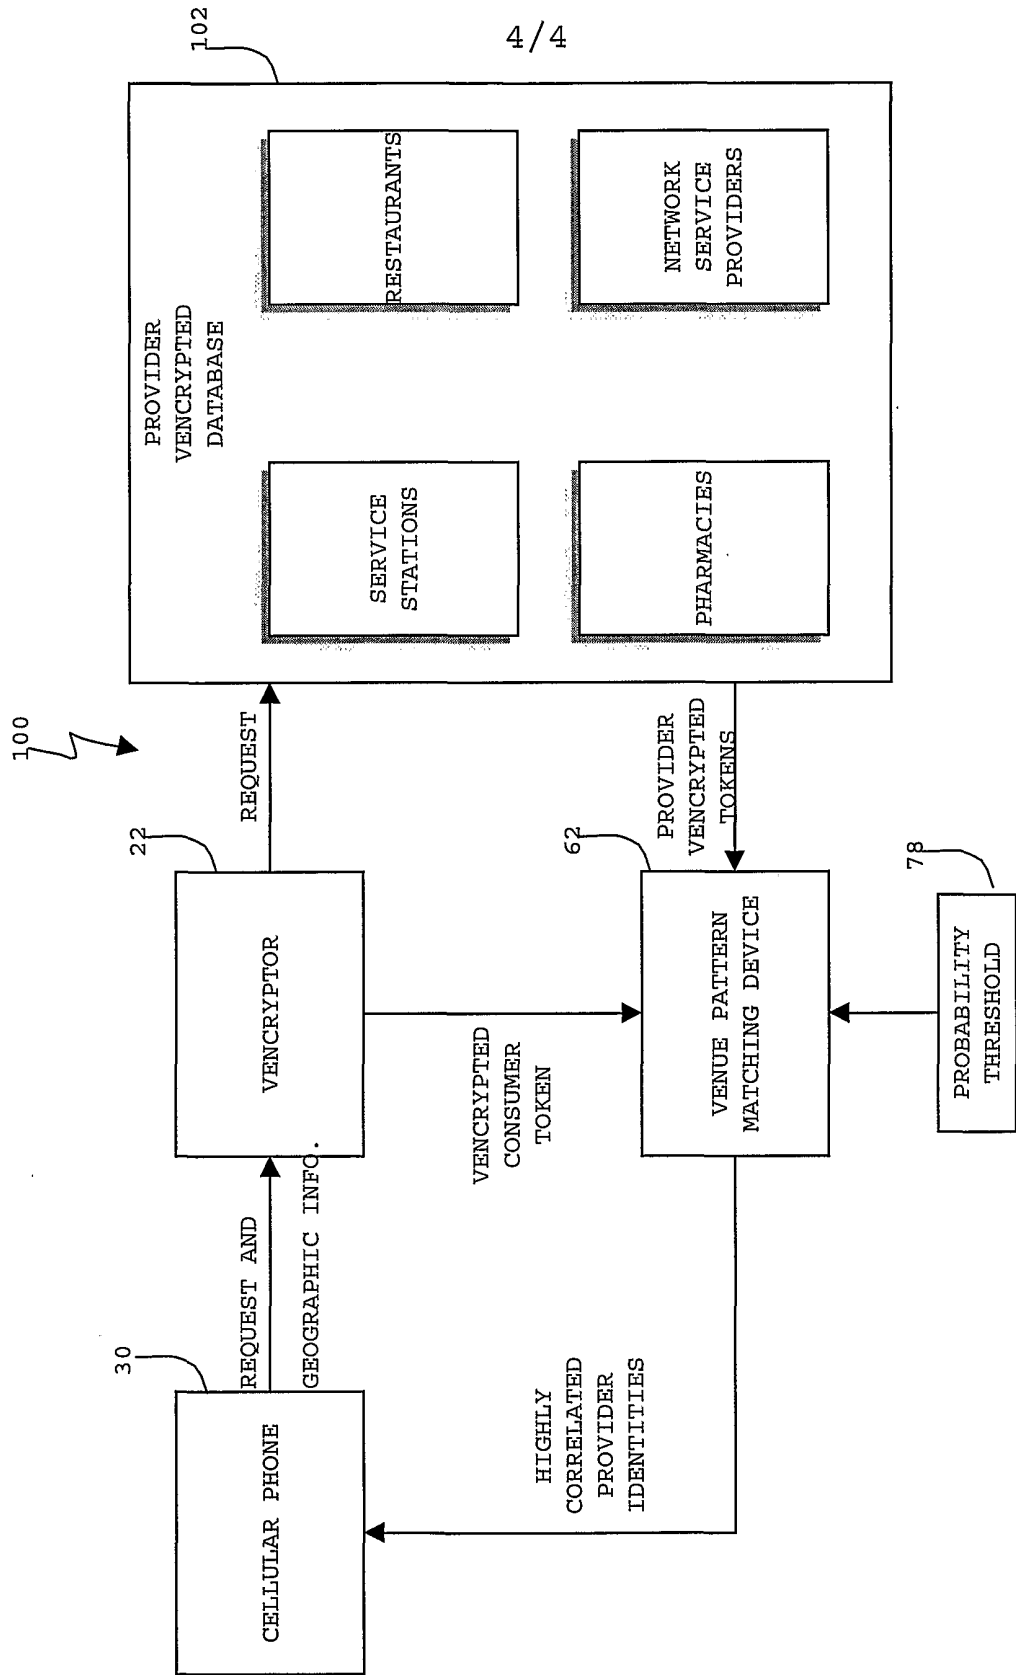 4/4
100
102
PROVIDER
VENCRYPTED
DATABASE
SERVICE
STATIONS
RESTAURANTS
PHARMACIES
NETWORK
SERVICE
PROVIDERS
30
CELLULAR PHONE
REQUEST AND
GEOGRAPHIC INFO.
22
VENCRYPTOR
REQUEST
VENCRYPTED
CONSUMER
TOKEN
PROVIDER
VENCRYPTED
TOKENS
62
VENUE PATTERN
MATCHING DEVICE
HIGHLY
CORRELATED
PROVIDER
IDENTITIES
78
PROBABILITY
THRESHOLD